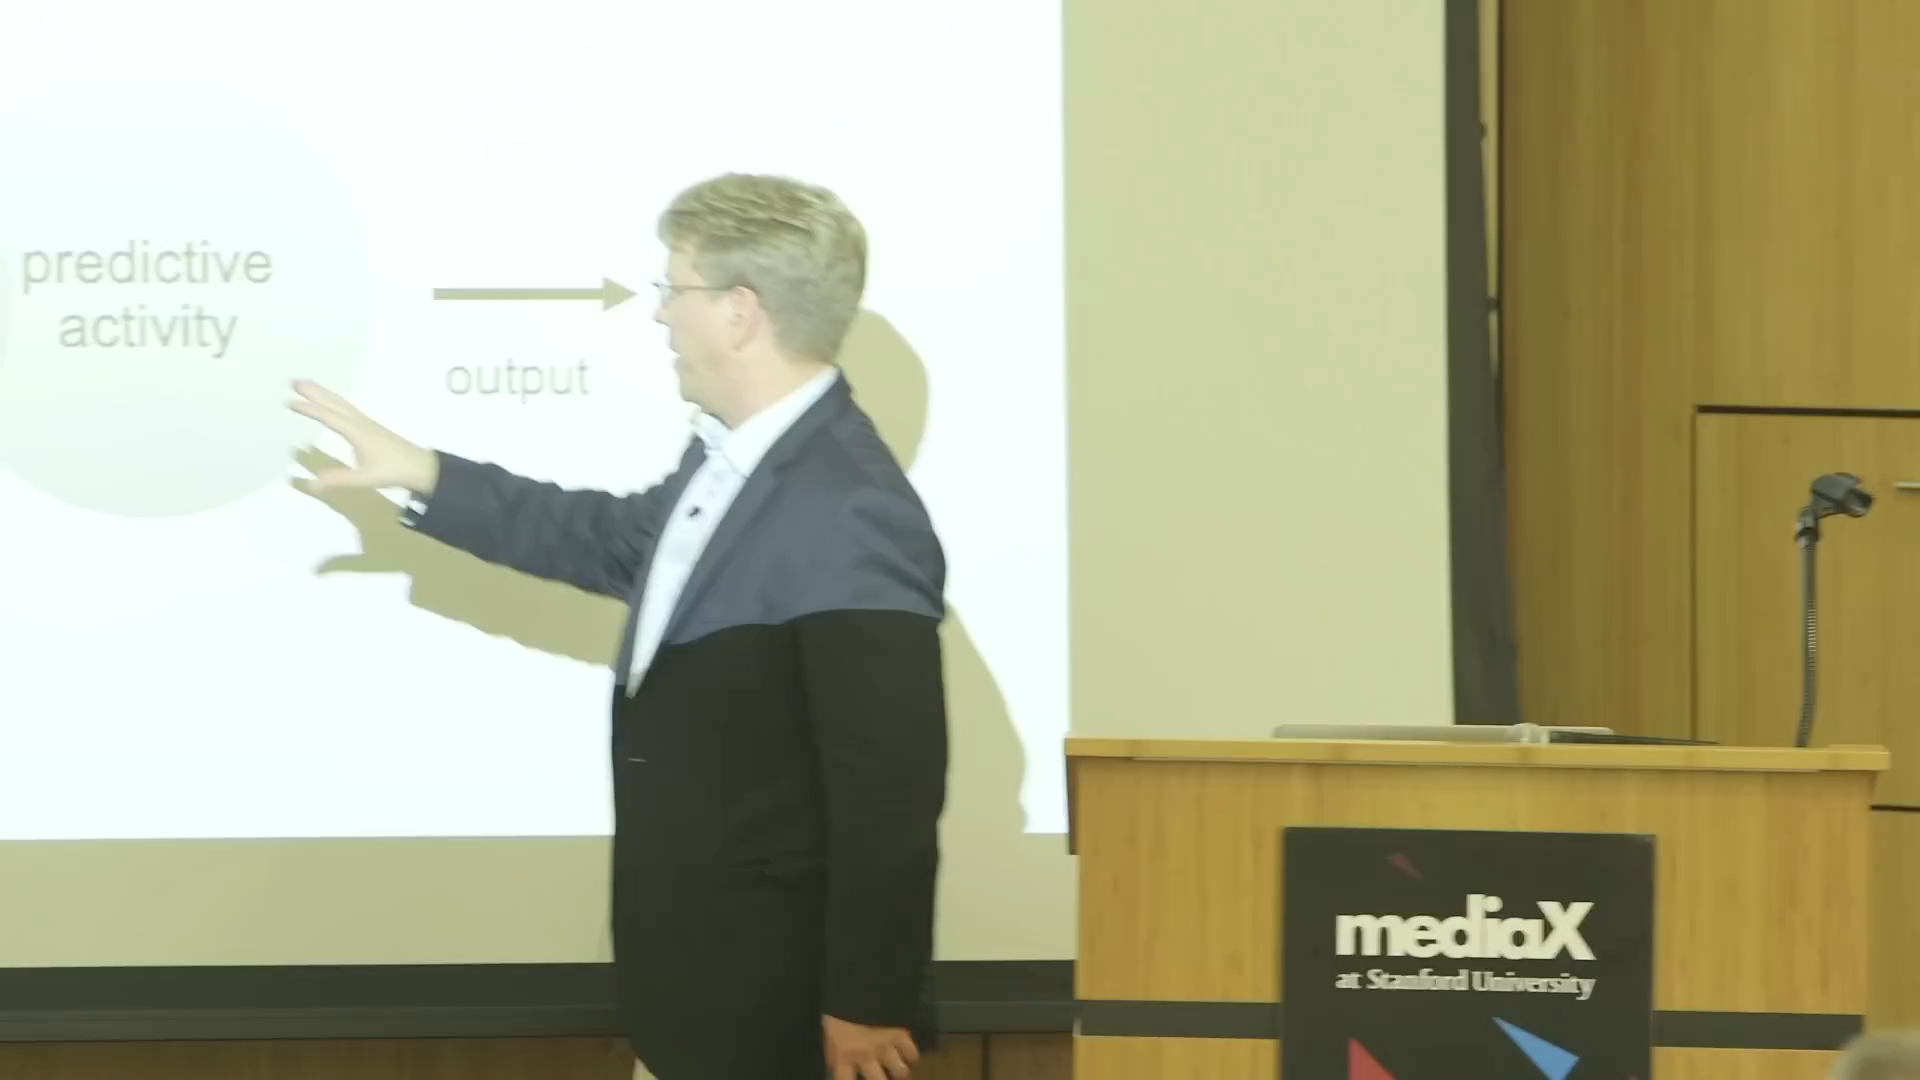 predictive
activity
output
mediaX
at Stanford University